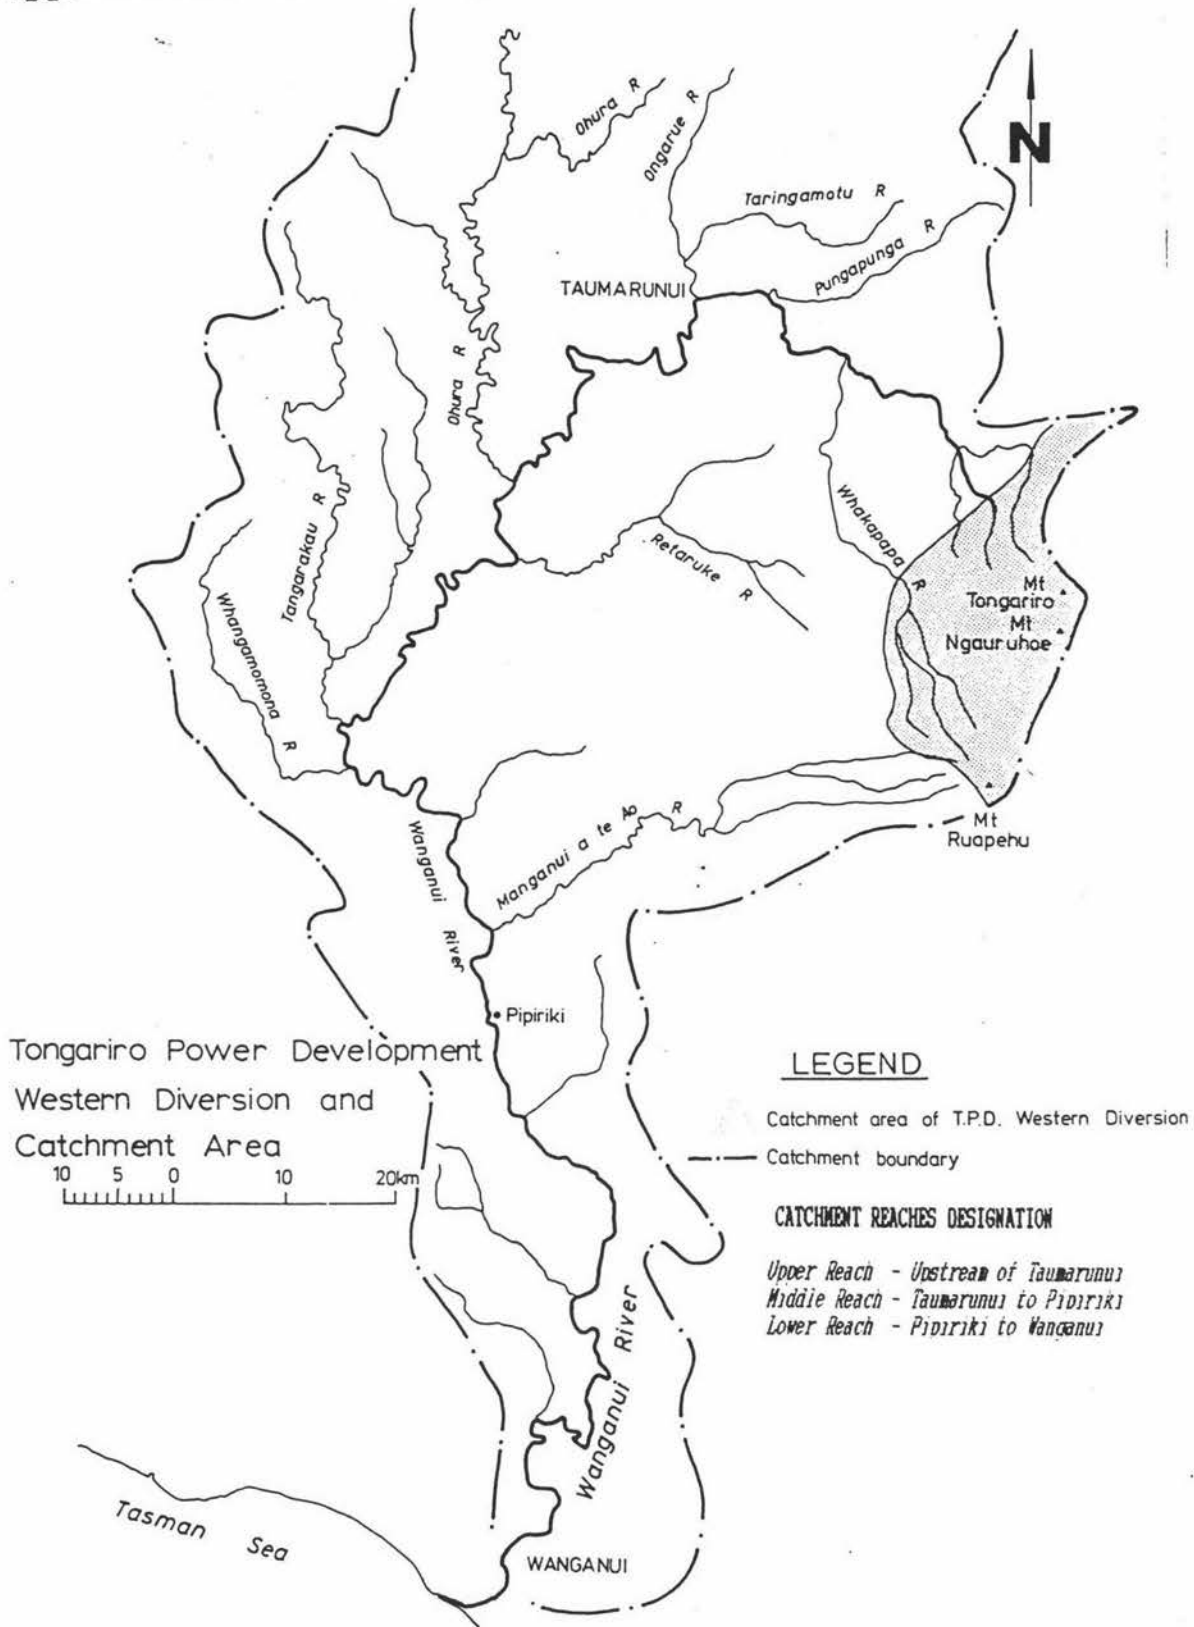 Ohura R
Ongarue R
N
Taringamotu R
Pungapunga R
TAUMARUNUI
Ohura R
Whakapapa R
Tangarakau R
Retaruke R
Mt
Tongariro
Mt
Ngauruhoe
Whangamomona R
Wanganui River
Manganui a te Ao R
Mt
Ruapehu
Pipiriki
Tongariro Power Development
Western Diversion and
Catchment Area
10 5 0 10 20km
LEGEND
Catchment area of T.P.D. Western Diversion
Catchment boundary
CATCHMENT REACHES DESIGNATION
Upper Reach - Upstream of Taumarunui
Middle Reach - Taumarunui to Pipiriki
Lower Reach - Pipiriki to Wanganui
Wanganui River
Tasman Sea
WANGANUI